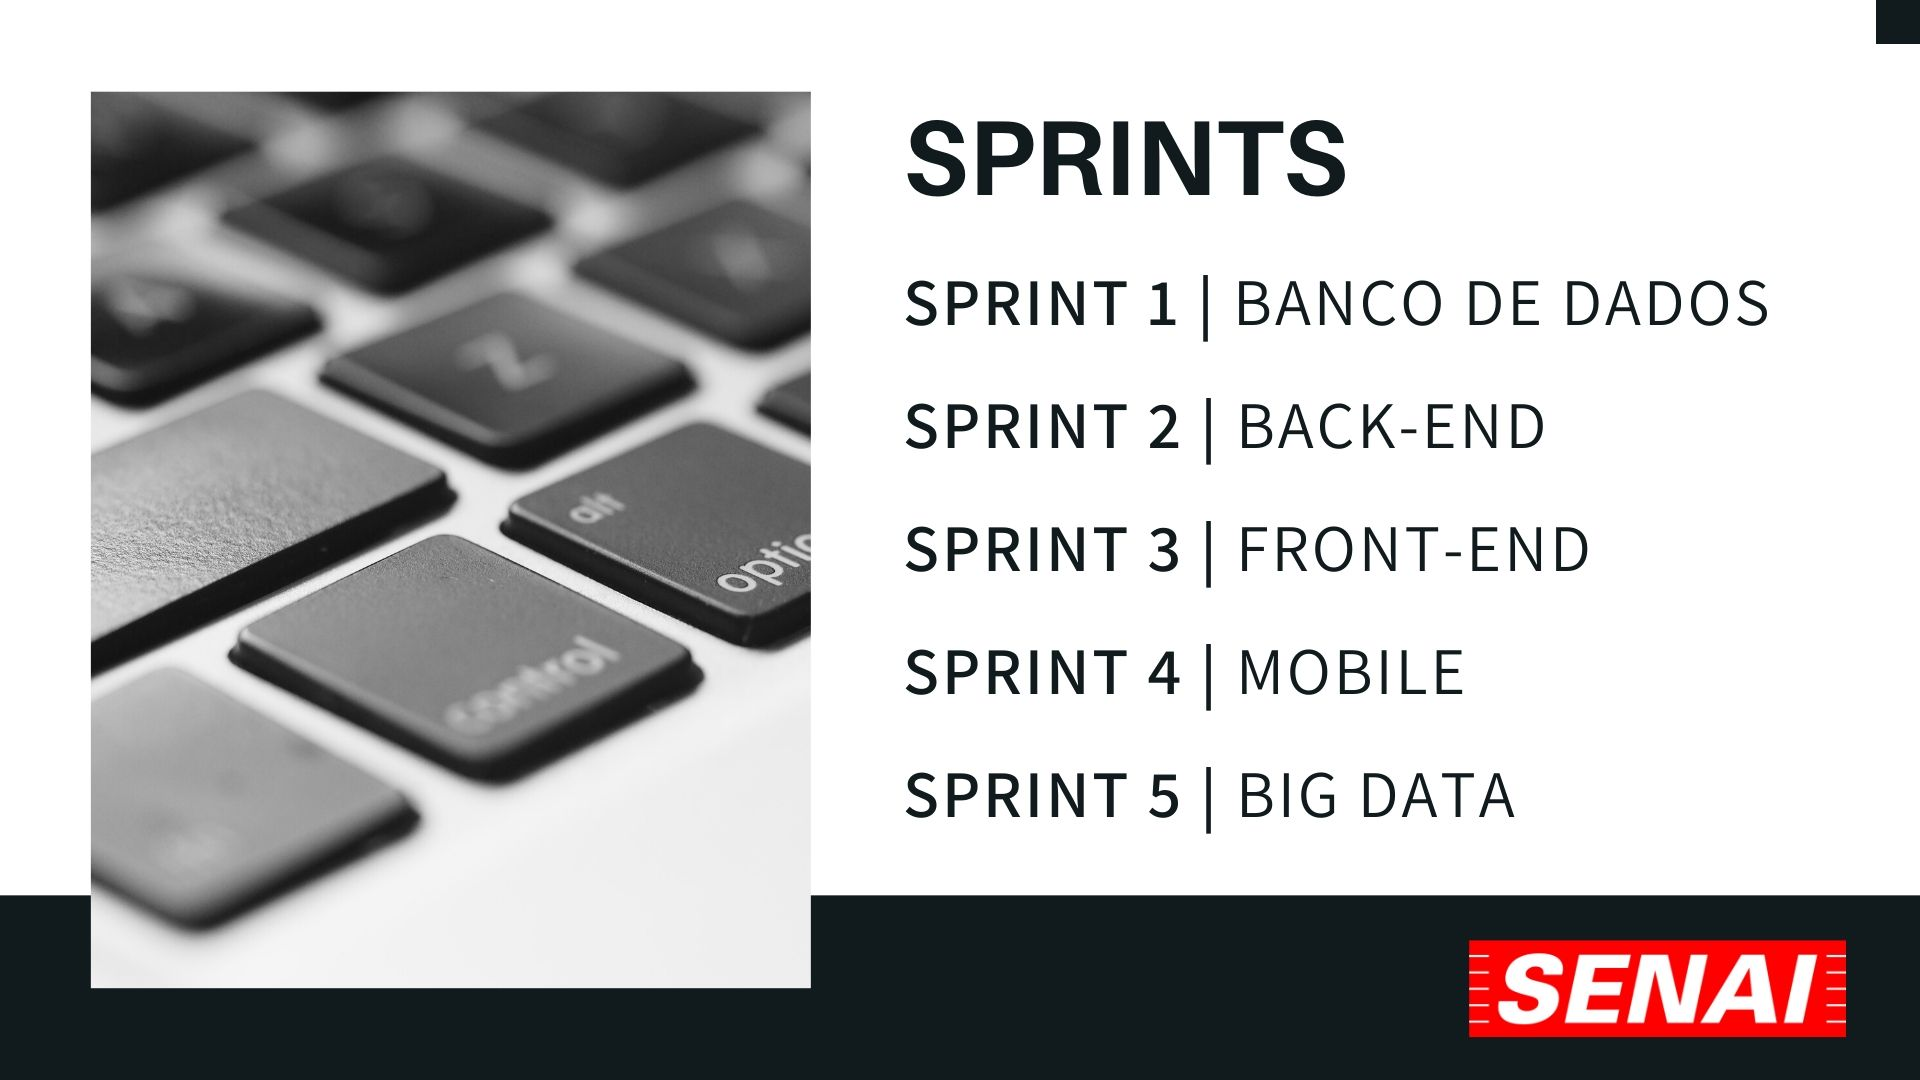 SPRINTS
SPRINT 1 | BANCO DE DADOS
SPRINT 2 | BACK-END
SPRINT 3 | FRONT-END
SPRINT 4 | MOBILE
SPRINT 5 | BIG DATA
Z
alt
optio
control
SENAI